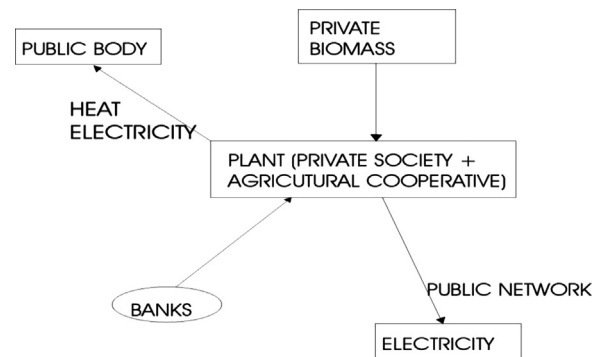 PUBLIC BODY
PRIVATE
BIOMASS
HEAT
ELECTRICITY
PLANT (PRIVATE SOCIETY +
AGRICUTURAL COOPERATIVE)
BANKS
PUBLIC NETWORK
ELECTRICITY